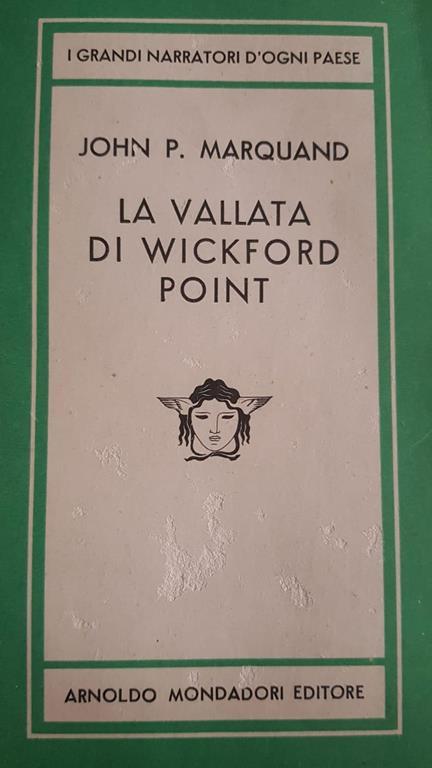 I GRANDI NARRATORI D'OGNI PAESE
JOHN P. MARQUAND
LA VALLATA
DI WICKFORD
POINT
ARNOLDO MONDADORI EDITORE